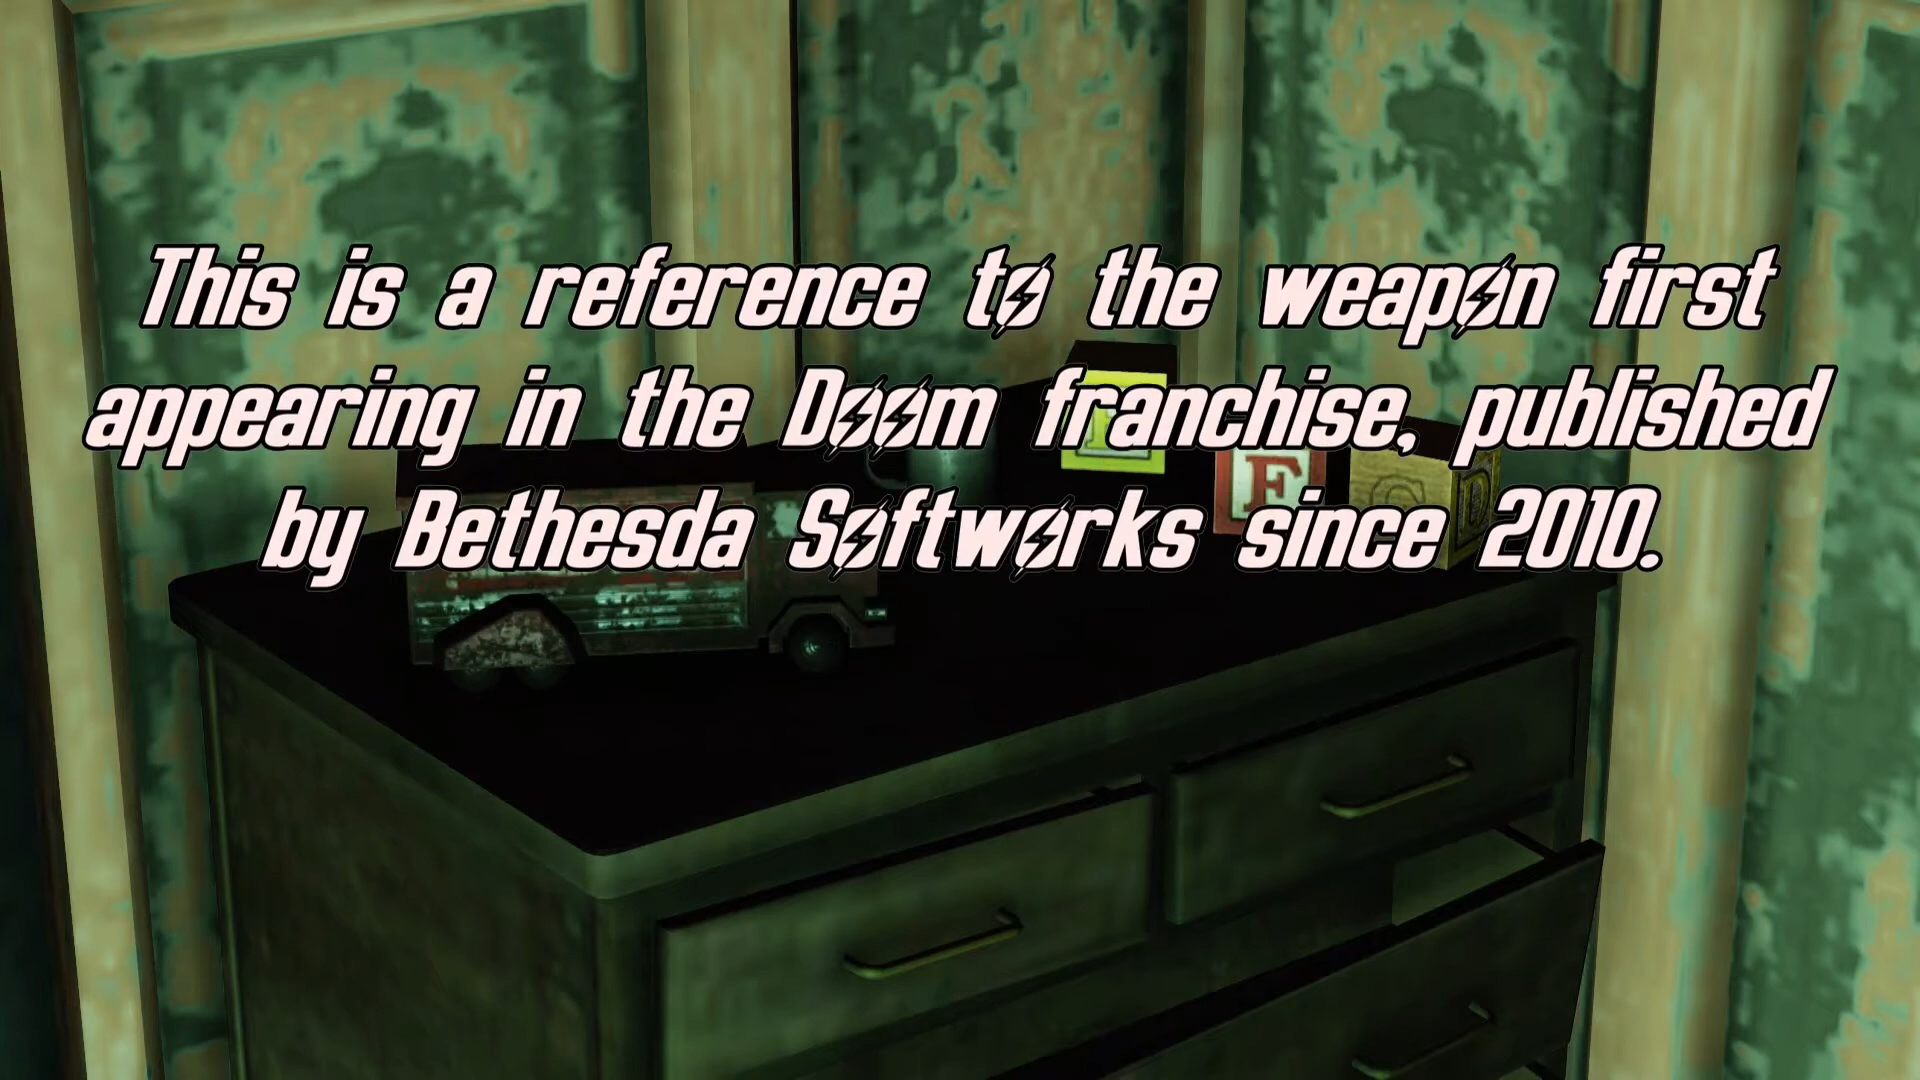 This is a reference to the weapon first
appearing in the Doom franchise, published
by Bethesda Softworks since 2010.
F
C D